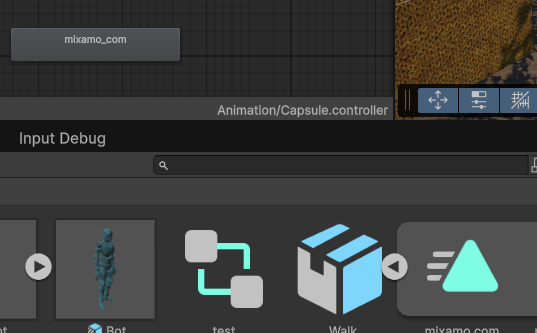 mixamo_com
Animation/Capsule.controller
Input Debug
Bot
test
Walk
mixamo.com